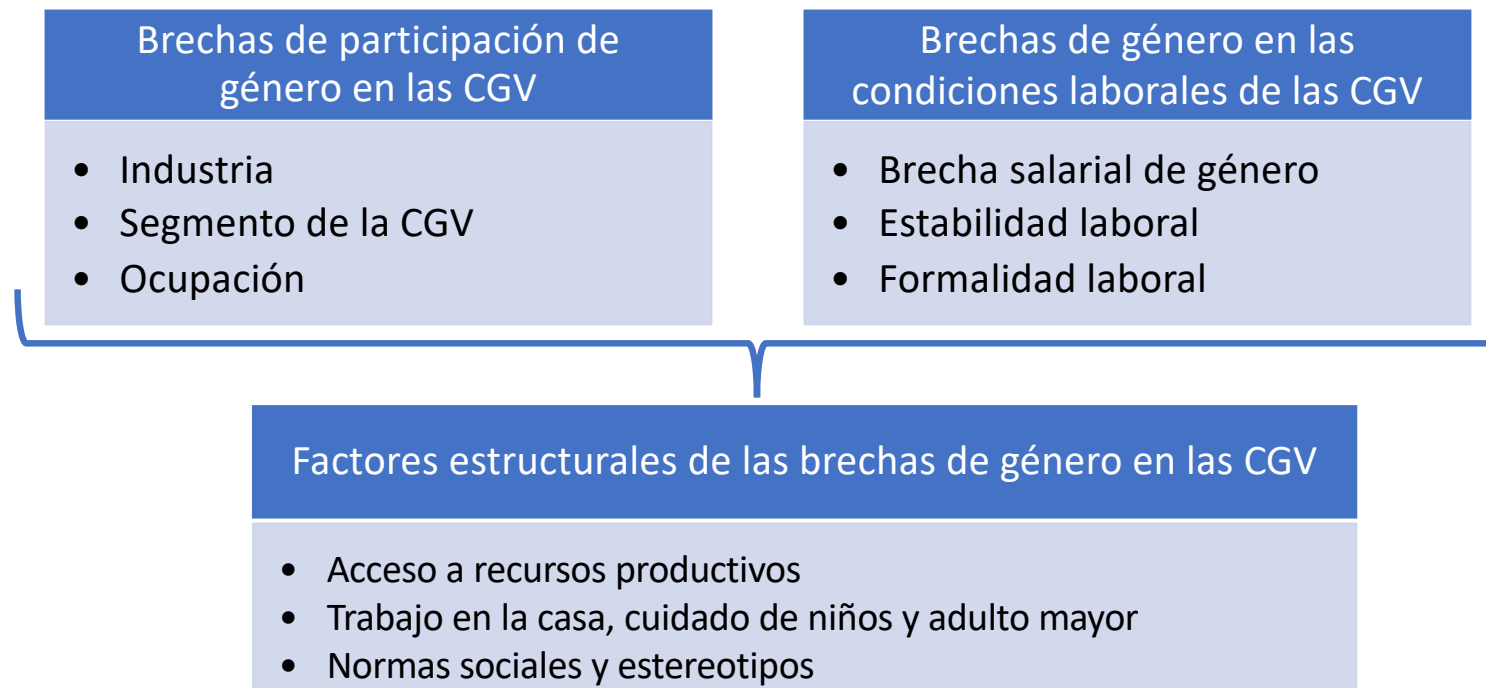 Brechas de participación de
género en las CGV
• Industria
• Segmento de la CGV
• Ocupación
Brechas de género en las
condiciones laborales de las CGV
• Brecha salarial de género
• Estabilidad laboral
• Formalidad laboral
Factores estructurales de las brechas de género en las CGV
• Acceso a recursos productivos
• Trabajo en la casa, cuidado de niños y adulto mayor
• Normas sociales y estereotipos